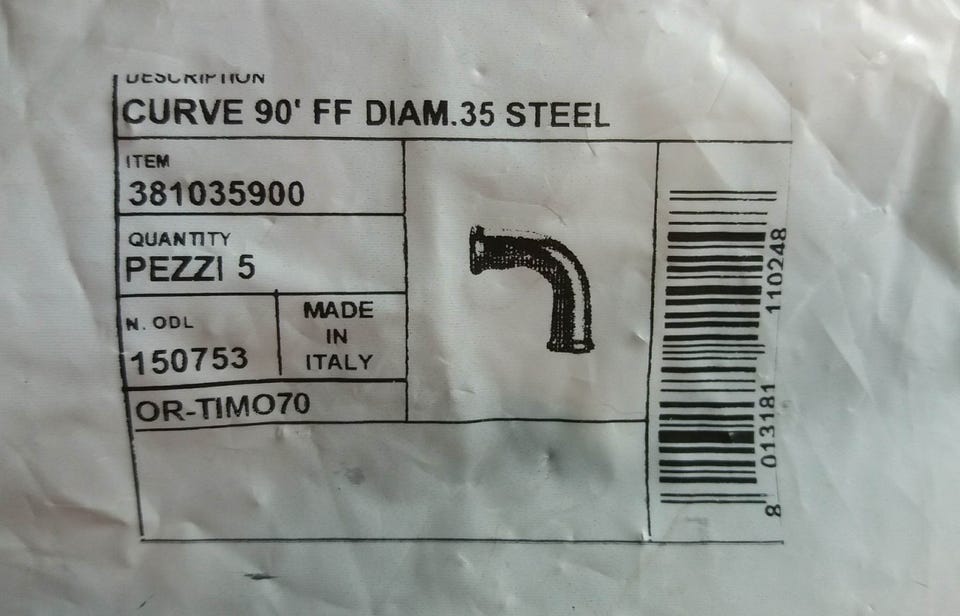 DESCRIPTION
CURVE 90' FF DIAM.35 STEEL
ITEM
381035900
QUANTITY
PEZZI 5
N. ODL
150753
MADE
IN
ITALY
OR-TIMO70
8 013181 110248